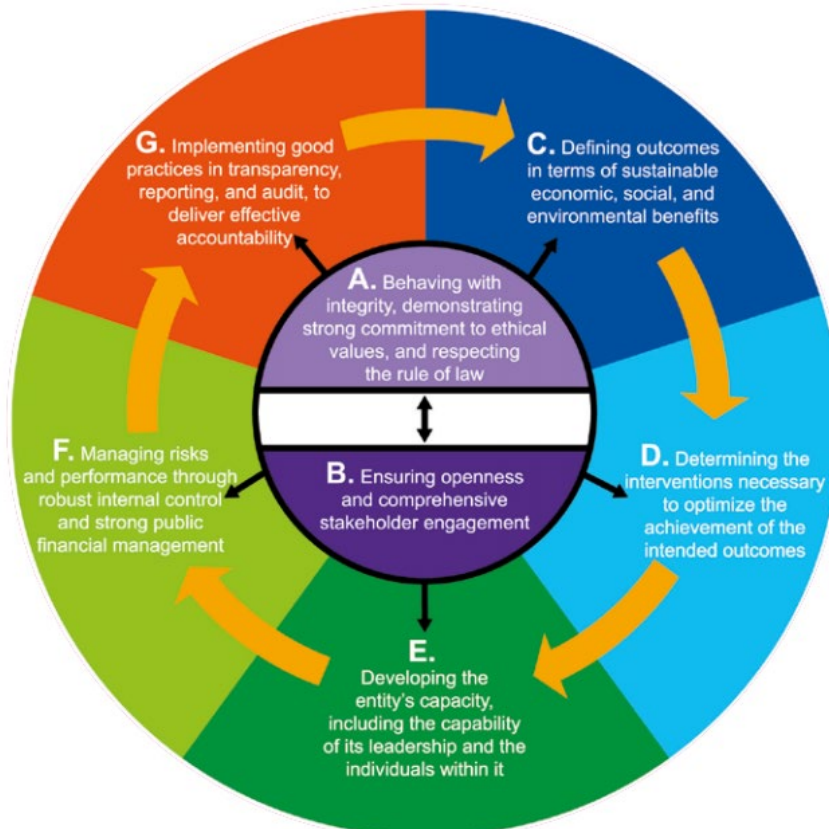 G. Implementing good
practices in transparency,
reporting, and audit, to
deliver effective
accountability
C. Defining outcomes
in terms of sustainable
economic, social, and
environmental benefits
A. Behaving with
integrity, demonstrating
strong commitment to ethical
values, and respecting
the rule of law
F. Managing risks
and performance through
robust internal control
and strong public
financial management
B. Ensuring openness
and comprehensive
stakeholder engagement
D. Determining the
interventions necessary
to optimize the
achievement of the
intended outcomes
E.
Developing the
entity's capacity,
including the capability
of its leadership and the
individuals within it